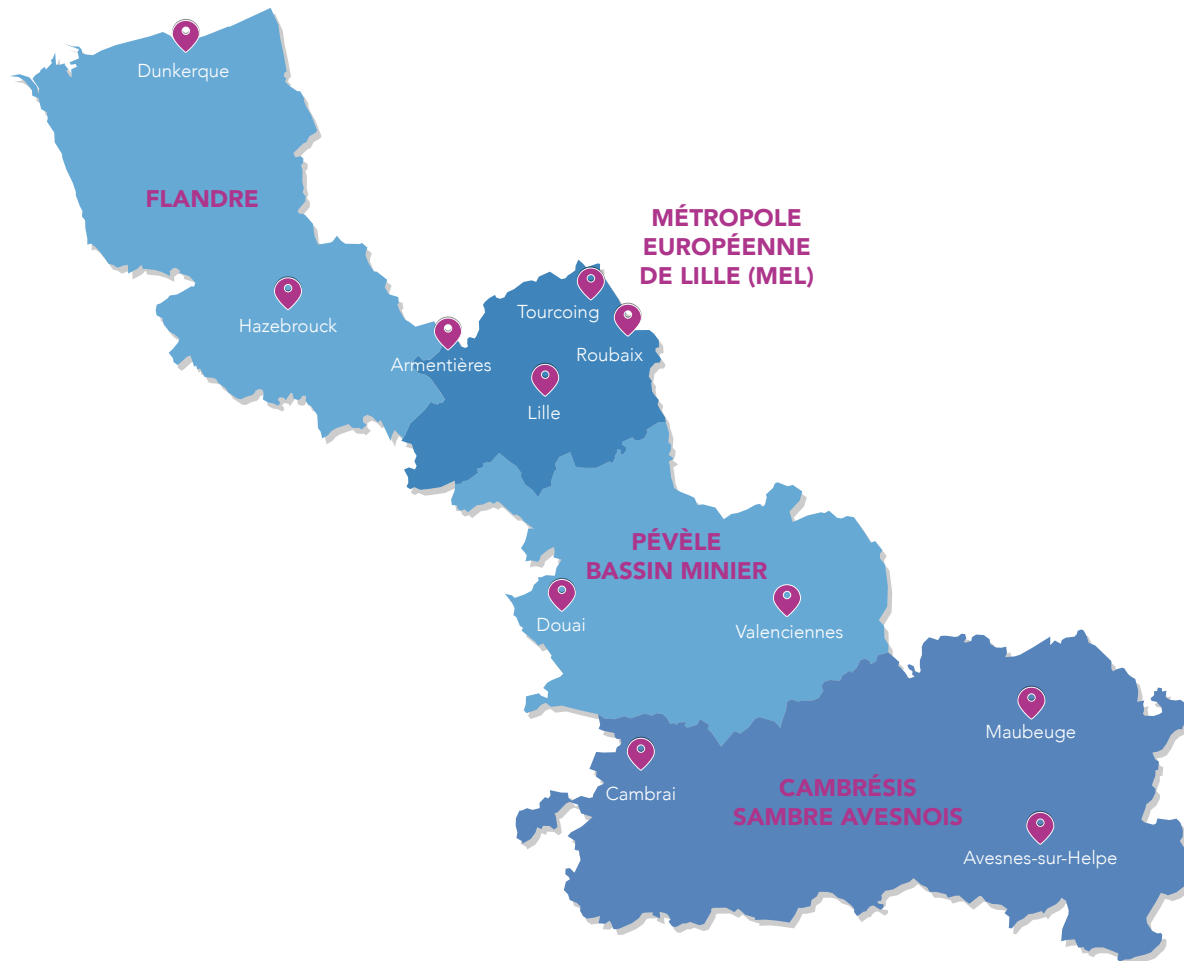 Dunkerque
FLANDRE
MÉTROPOLE
EUROPÉENNE
DE LILLE (MEL)
Hazebrouck
Tourcoing
Roubaix
Armentières
Lille
PÉVÈLE
BASSIN MINIER
Douai
Valenciennes
Maubeuge
Cambrai
CAMBRÉSIS
SAMBRE AVESNOIS
Avesnes-sur-Helpe